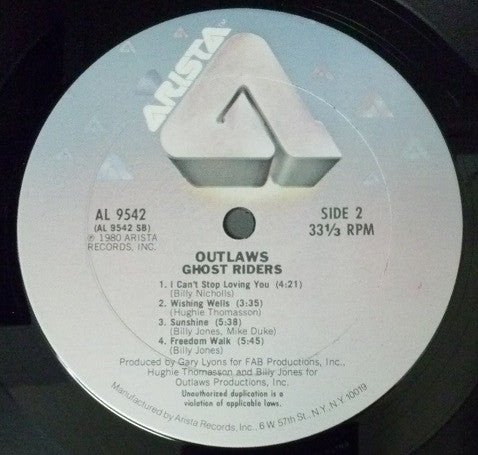 ARISTA
AL 9542
(AL 9542 SB)
℗ 1980 ARISTA
RECORDS, INC.
SIDE 2
33 1/3 RPM
OUTLAWS
GHOST RIDERS
1. I Can't Stop Loving You (4:21)
(Billy Nicholls)
2. Wishing Wells (3:35)
(Hughie Thomasson)
3. Sunshine (5:38)
(Billy Jones, Mike Duke)
4. Freedom Walk (5:45)
(Billy Jones)
Produced by Gary Lyons for FAB Productions, Inc.,
Hughie Thomasson and Billy Jones for
Outlaws Productions, Inc.
Unauthorized duplication is a
violation of applicable laws.
Manufactured by Arista Records, Inc., 6 W 57th St., N.Y., N.Y. 10019